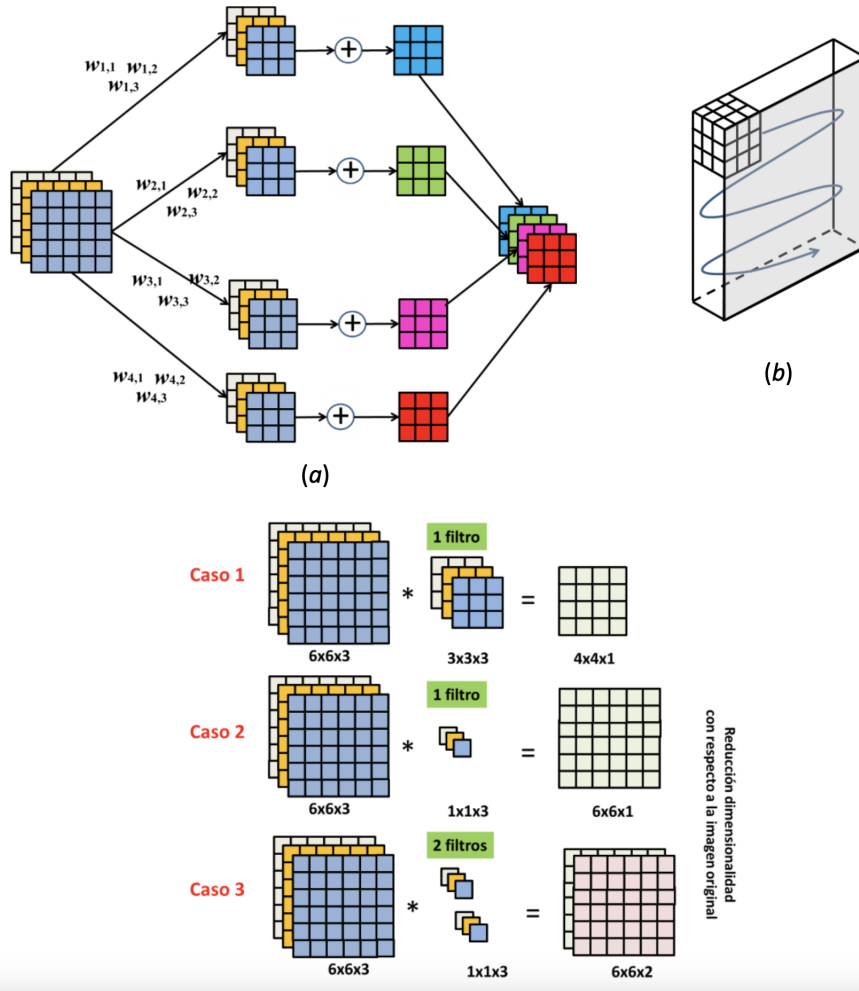 w1,1 w1,2
w1,3
w2,1 w2,2
w2,3
w3,1 w3,2
w3,3
w4,1 w4,2
w4,3
+
+
+
+
(a)
(b)
Caso 1
1 filtro
*
=
6x6x3
3x3x3
4x4x1
Caso 2
1 filtro
*
=
6x6x3
1x1x3
6x6x1
Caso 3
2 filtros
*
=
6x6x3
1x1x3
6x6x2
Reducción dimensionalidad
con respecto a la imagen original